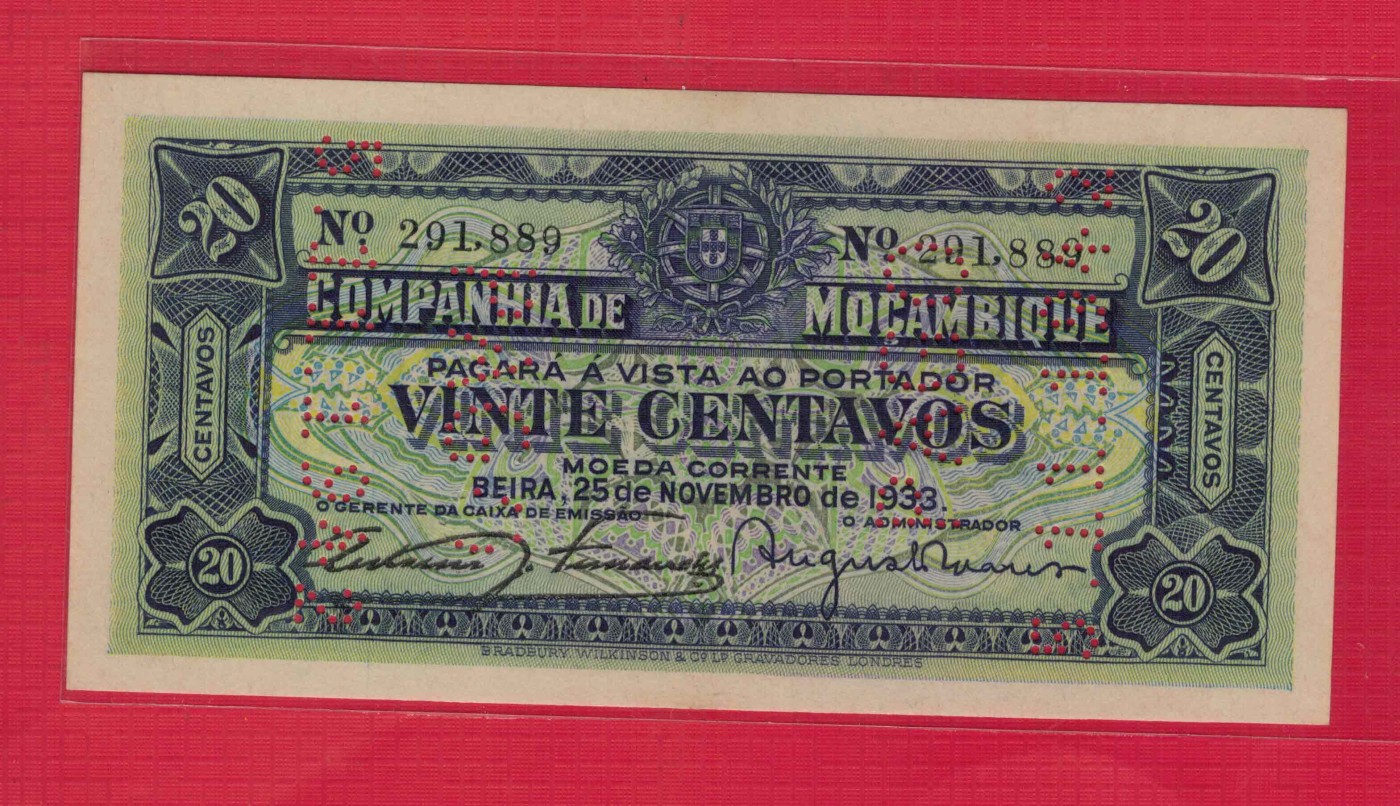 20
20
Nº 291,889
Nº 291,889
COMPANHIA DE MOÇAMBIQUE
PAGARÁ Á VISTA AO PORTADOR
VINTE CENTAVOS
MOEDA CORRENTE
BEIRA, 25 de NOVEMBRO de 1933.
O GERENTE DA CAIXA DE EMISSÃO
O ADMINISTRADOR
CENTAVOS
CENTAVOS
20
20
BRADBURY, WILKINSON & Cº Lᴰ GRAVADORES LONDRES